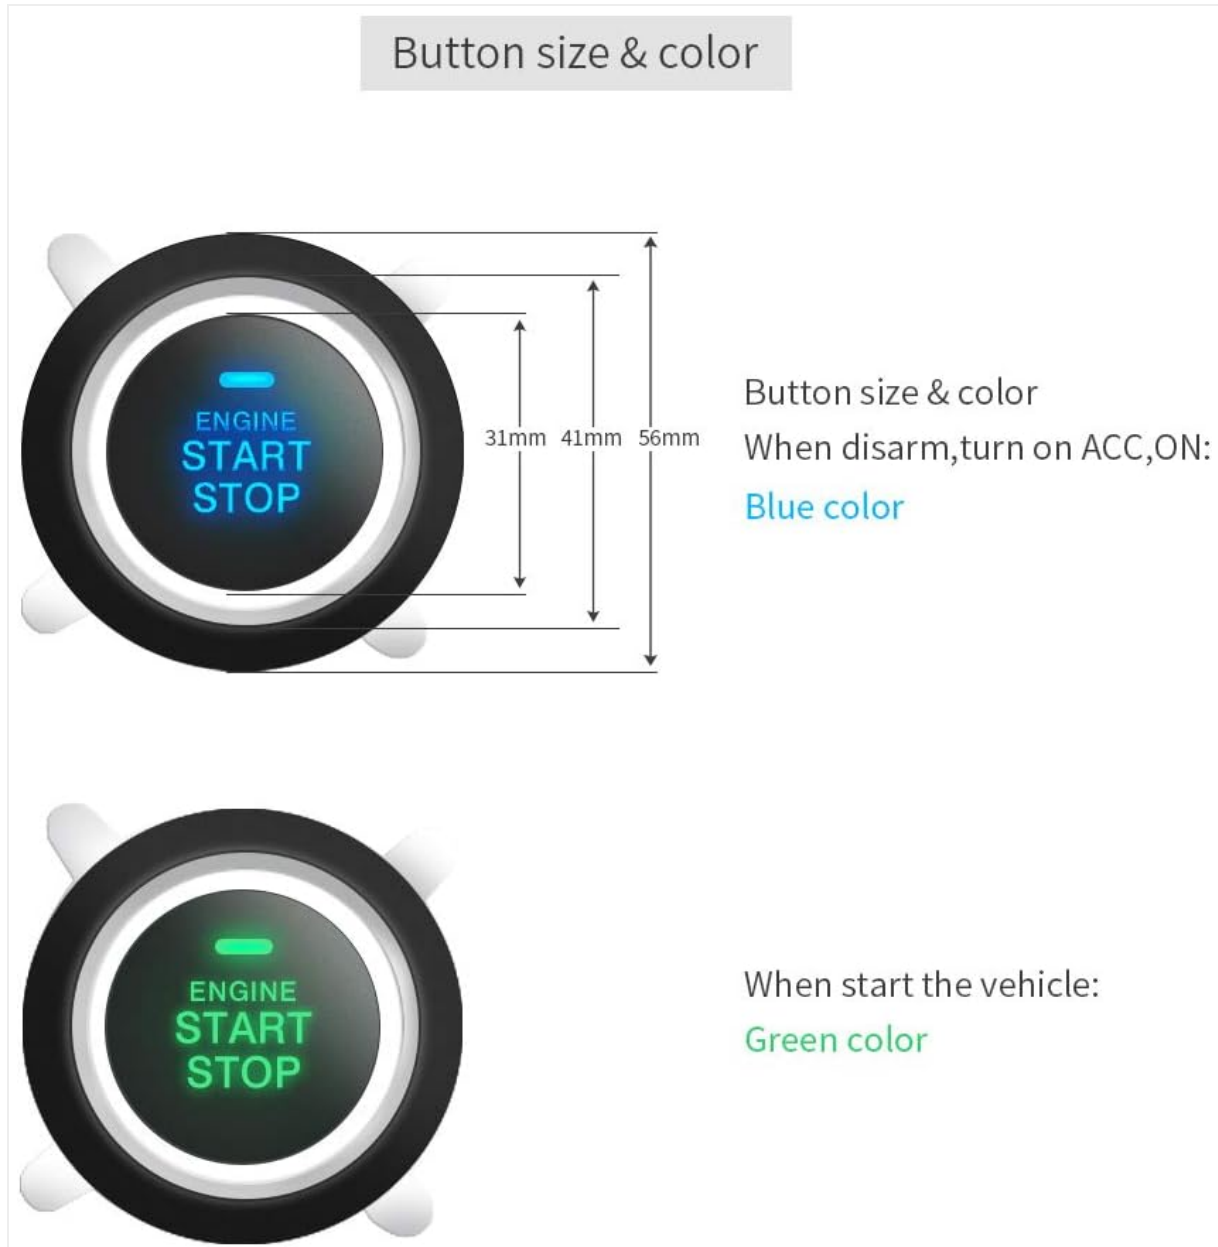 Button size & color
ENGINE
START
STOP
31mm 41mm 56mm
Button size & color
When disarm,turn on ACC,ON:
Blue color
ENGINE
START
STOP
When start the vehicle:
Green color